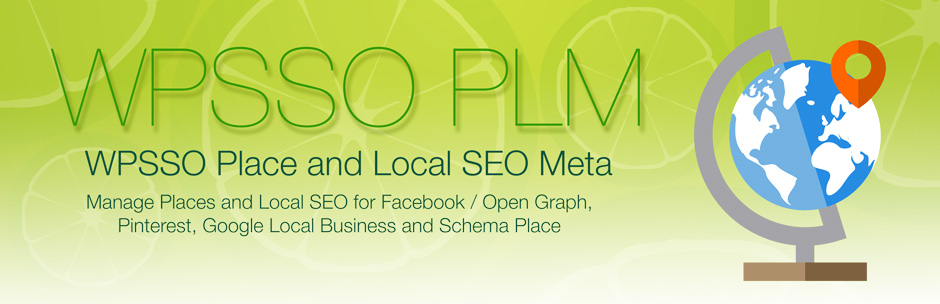 WPSSO PLM
WPSSO Place and Local SEO Meta
Manage Places and Local SEO for Facebook / Open Graph,
Pinterest, Google Local Business and Schema Place